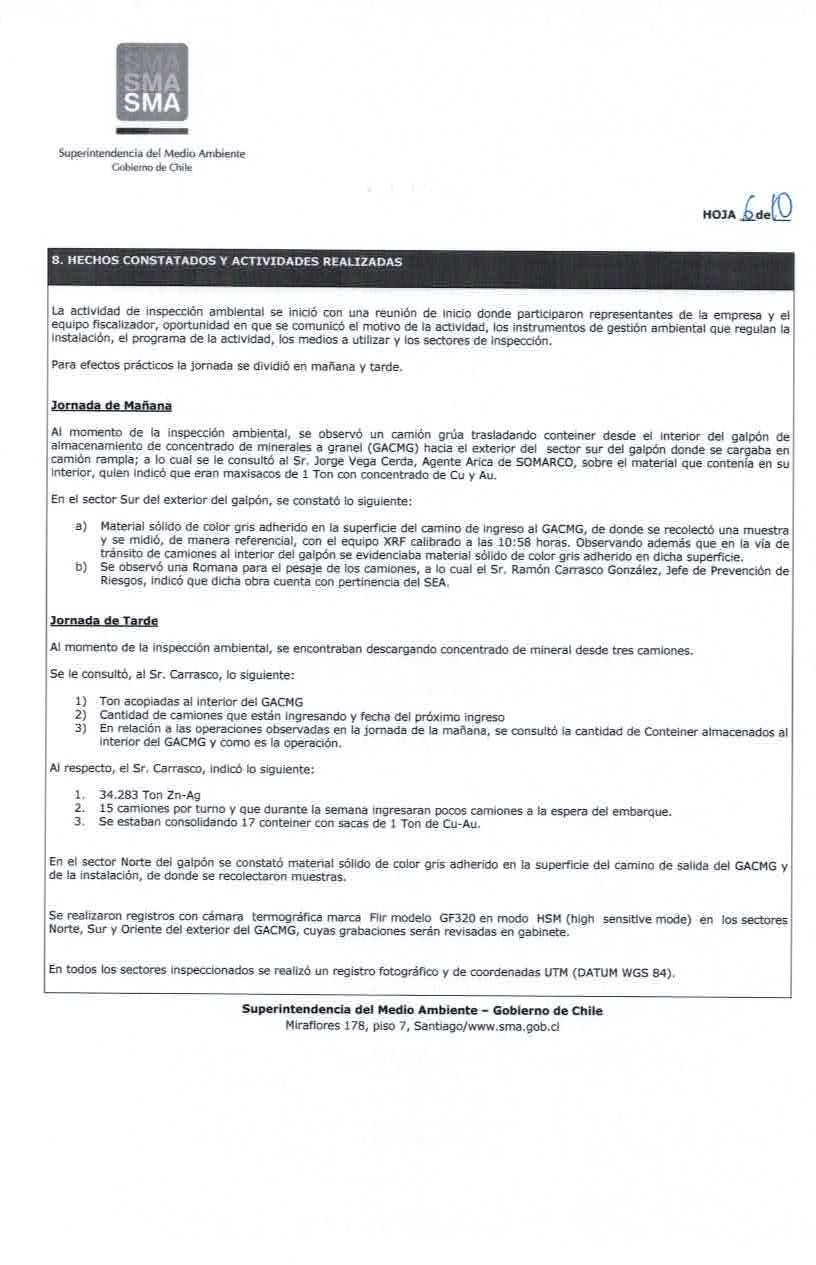 SMA
SMA
SMA
Superintendencia del Medio Ambiente
Gobierno de Chile
HOJA 6 de 10
8. HECHOS CONSTATADOS Y ACTIVIDADES REALIZADAS
La actividad de inspección ambiental se inició con una reunión de inicio donde participaron representantes de la empresa y el
equipo fiscalizador, oportunidad en que se comunicó el motivo de la actividad, los instrumentos de gestión ambiental que regulan la
instalación, el programa de la actividad, los medios a utilizar y los sectores de inspección.
Para efectos prácticos la jornada se dividió en mañana y tarde.
Jornada de Mañana
Al momento de la inspección ambiental, se observó un camión grúa trasladando conteiner desde el interior del galpón de
almacenamiento de concentrado de minerales a granel (GACMG) hacia el exterior del sector sur del galpón donde se cargaba en
camión rampla; a lo cual se le consultó al Sr. Jorge Vega Cerda, Agente Arica de SOMARCO, sobre el material que contenía en su
interior, quien indicó que eran maxisacos de 1 Ton con concentrado de Cu y Au.
En el sector Sur del exterior del galpón, se constató lo siguiente:
a) Material sólido de color gris adherido en la superficie del camino de ingreso al GACMG, de donde se recolectó una muestra
y se midió, de manera referencial, con el equipo XRF calibrado a las 10:58 horas. Observando además que en la vía de
tránsito de camiones al interior del galpón se evidenciaba material sólido de color gris adherido en dicha superficie.
b) Se observó una Romana para el pesaje de los camiones, a lo cual el Sr. Ramón Carrasco González, Jefe de Prevención de
Riesgos, indicó que dicha obra cuenta con pertinencia del SEA.
Jornada de Tarde
Al momento de la inspección ambiental, se encontraban descargando concentrado de mineral desde tres camiones.
Se le consultó, al Sr. Carrasco, lo siguiente:
1) Ton acopiadas al interior del GACMG
2) Cantidad de camiones que están ingresando y fecha del próximo ingreso
3) En relación a las operaciones observadas en la jornada de la mañana, se consultó la cantidad de Conteiner almacenados al
interior del GACMG y como es la operación.
Al respecto, el Sr. Carrasco, indicó lo siguiente:
1. 34.283 Ton Zn-Ag
2. 15 camiones por turno y que durante la semana ingresaran pocos camiones a la espera del embarque.
3. Se estaban consolidando 17 conteiner con sacas de 1 Ton de Cu-Au.
En el sector Norte del galpón se constató material sólido de color gris adherido en la superficie del camino de salida del GACMG y
de la instalación, de donde se recolectaron muestras.
Se realizaron registros con cámara termográfica marca Flir modelo GF320 en modo HSM (high sensitive mode) en los sectores
Norte, Sur y Oriente del exterior del GACMG, cuyas grabaciones serán revisadas en gabinete.
En todos los sectores inspeccionados se realizó un registro fotográfico y de coordenadas UTM (DATUM WGS 84).
Superintendencia del Medio Ambiente – Gobierno de Chile
Miraflores 178, piso 7, Santiago/www.sma.gob.cl